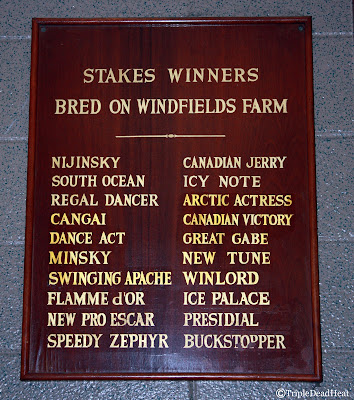 STAKES WINNERS
BRED ON WINDFIELDS FARM
NIJINSKY
SOUTH OCEAN
REGAL DANCER
CANGAI
DANCE ACT
MINSKY
SWINGING APACHE
FLAMME d'OR
NEW PRO ESCAR
SPEEDY ZEPHYR
CANADIAN JERRY
ICY NOTE
ARCTIC ACTRESS
CANADIAN VICTORY
GREAT GABE
NEW TUNE
WINLORD
ICE PALACE
PRESIDIAL
BUCKSTOPPER
©TripleDeadHeat